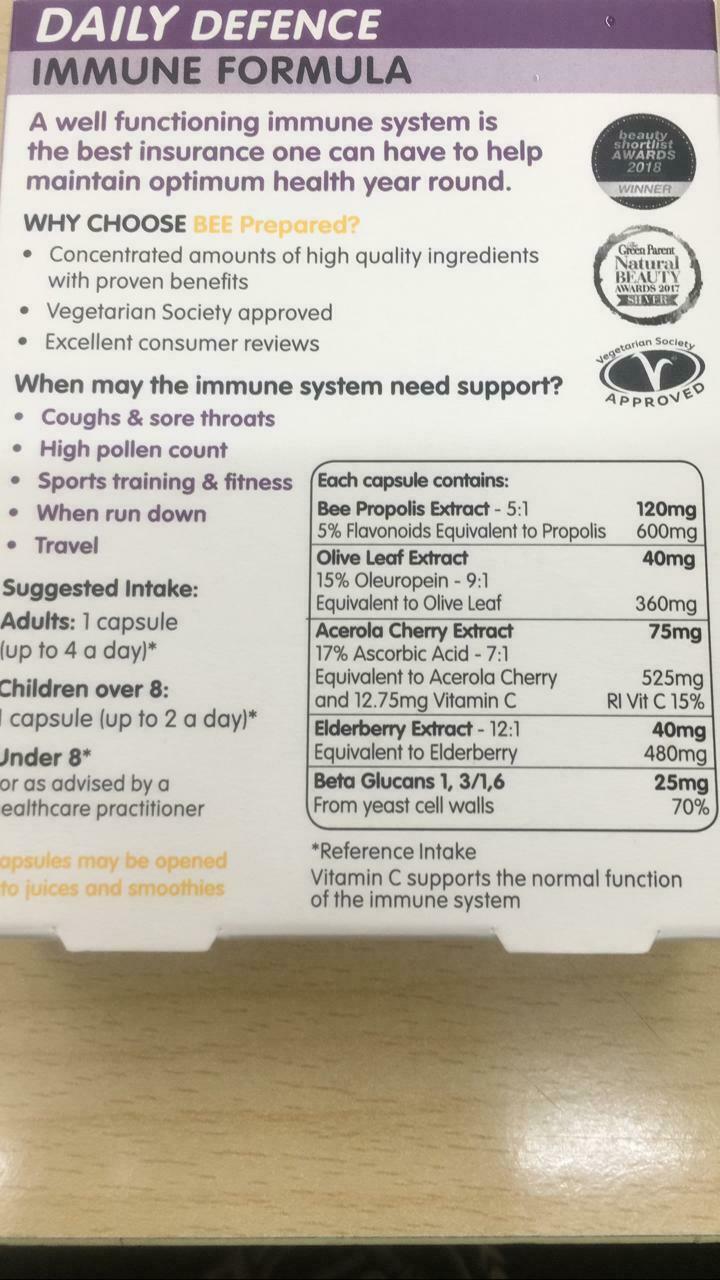 DAILY DEFENCE
IMMUNE FORMULA
A well functioning immune system is
the best insurance one can have to help
maintain optimum health year round.
beauty
shortlist
AWARDS
2018
WINNER
WHY CHOOSE BEE Prepared?
• Concentrated amounts of high quality ingredients
with proven benefits
• Vegetarian Society approved
• Excellent consumer reviews
The
Green Parent
Natural
BEAUTY
AWARDS 2017
SILVER
Vegetarian Society
APPROVED
When may the immune system need support?
• Coughs & sore throats
• High pollen count
• Sports training & fitness
• When run down
• Travel
Suggested Intake:
Adults: 1 capsule
(up to 4 a day)*
Children over 8:
1 capsule (up to 2 a day)*
Under 8*
or as advised by a
ealthcare practitioner
apsules may be opened
to juices and smoothies
Each capsule contains:
Bee Propolis Extract - 5:1 120mg
5% Flavonoids Equivalent to Propolis 600mg
Olive Leaf Extract 40mg
15% Oleuropein - 9:1
Equivalent to Olive Leaf 360mg
Acerola Cherry Extract 75mg
17% Ascorbic Acid - 7:1
Equivalent to Acerola Cherry 525mg
and 12.75mg Vitamin C RI Vit C 15%
Elderberry Extract - 12:1 40mg
Equivalent to Elderberry 480mg
Beta Glucans 1, 3/1,6 25mg
From yeast cell walls 70%
*Reference Intake
Vitamin C supports the normal function
of the immune system